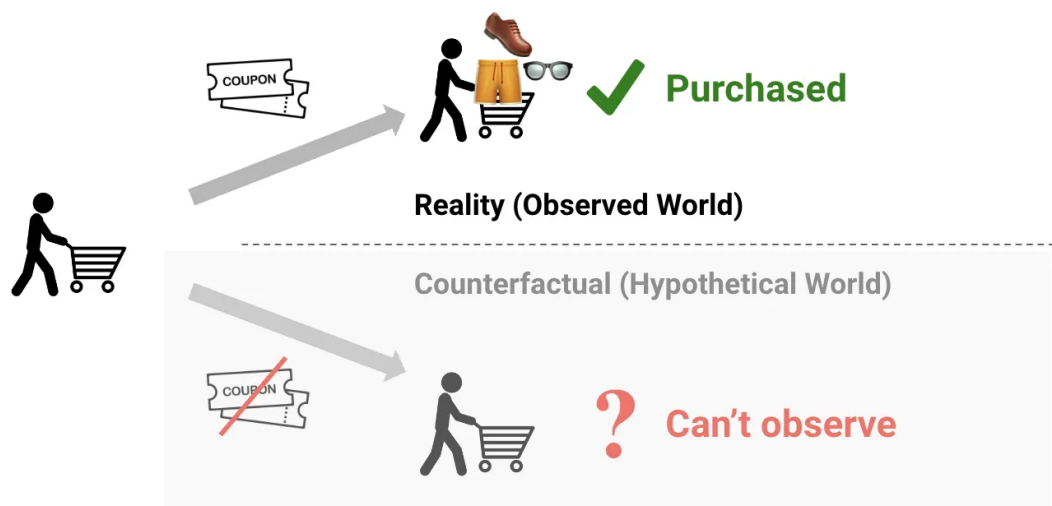 COUPON
Purchased
Reality (Observed World)
Counterfactual (Hypothetical World)
COUPON
? Can't observe